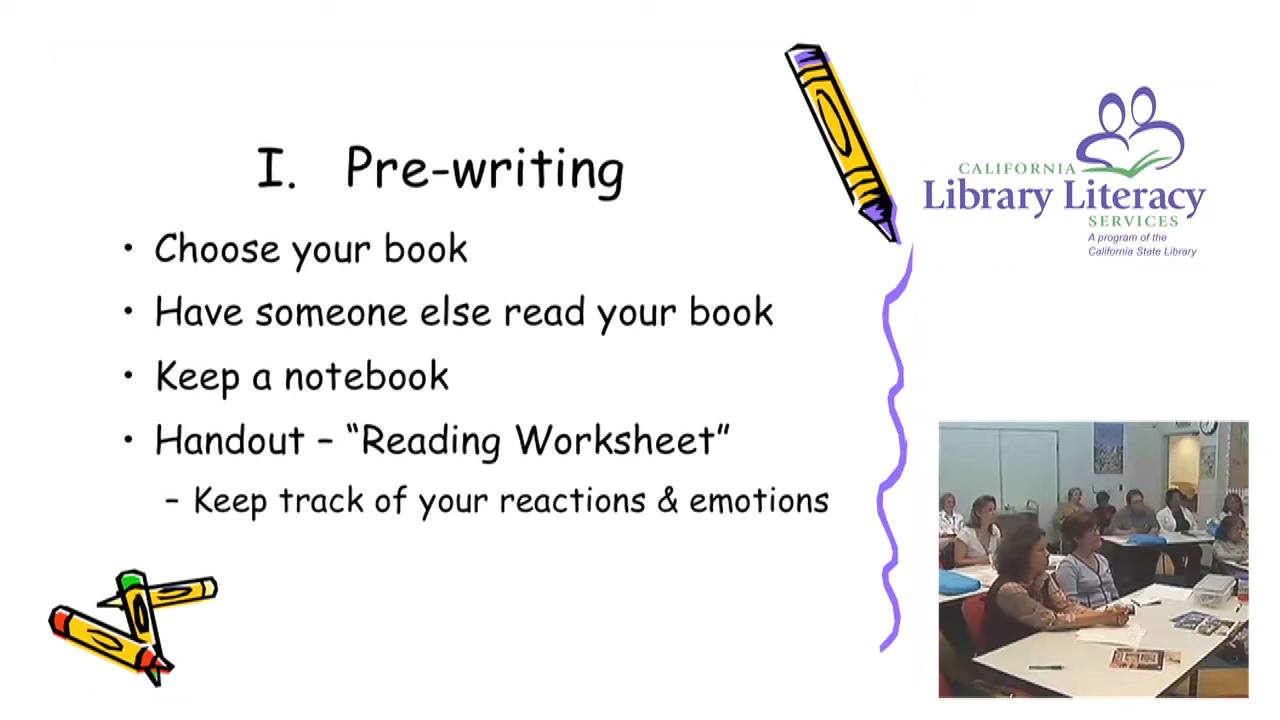 I. Pre-writing
• Choose your book
• Have someone else read your book
• Keep a notebook
• Handout – “Reading Worksheet”
– Keep track of your reactions & emotions
CALIFORNIA
Library Literacy
SERVICES
A program of the
California State Library